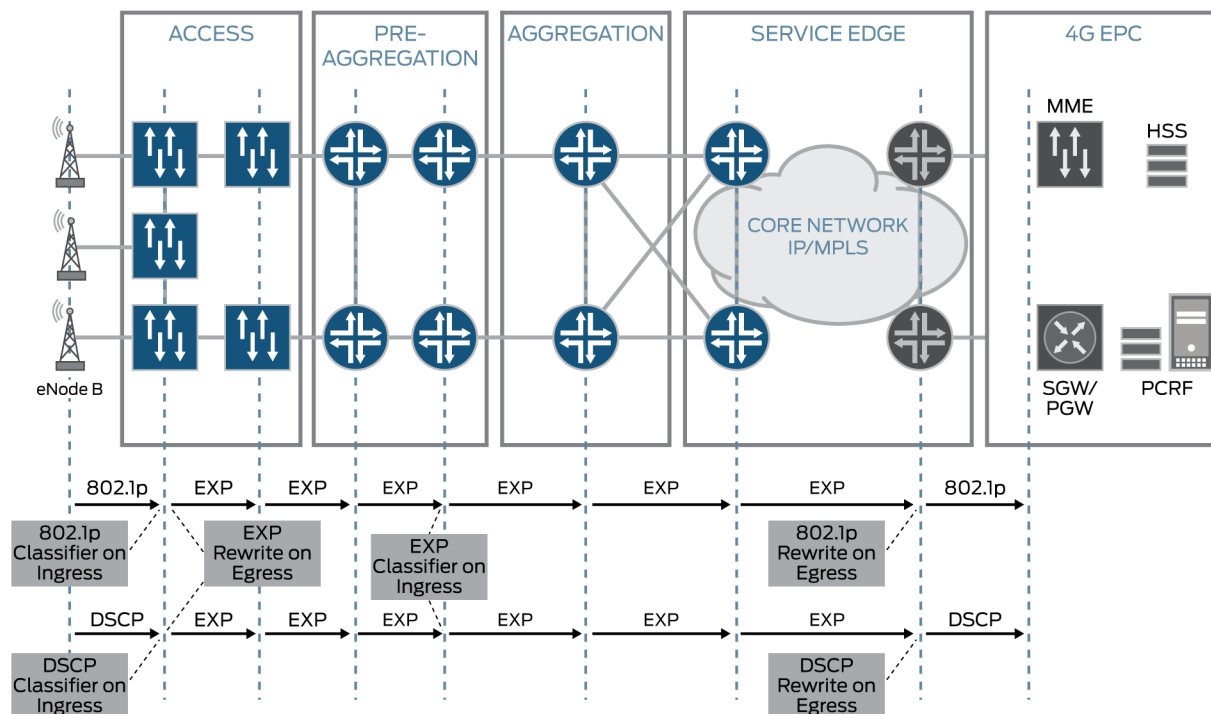 ACCESS
PRE-
AGGREGATION
AGGREGATION
SERVICE EDGE
4G EPC
MME
HSS
CORE NETWORK
IP/MPLS
eNode B
SGW/
PGW
PCRF
802.1p
EXP
EXP
EXP
EXP
EXP
EXP
802.1p
802.1p
Classifier on
Ingress
EXP
Rewrite on
Egress
EXP
Classifier on
Ingress
802.1p
Rewrite on
Egress
DSCP
EXP
EXP
EXP
EXP
EXP
EXP
DSCP
DSCP
Classifier on
Ingress
DSCP
Rewrite on
Egress